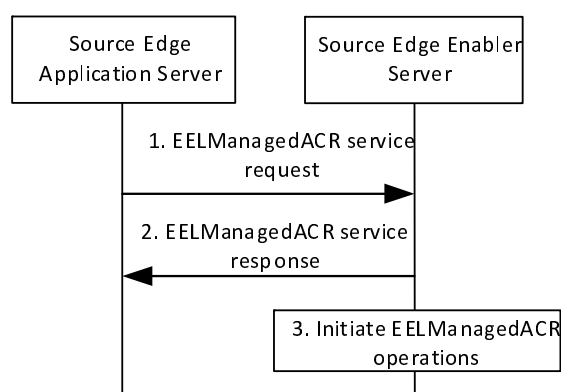 Source Edge
Application Server
Source Edge Enabler
Server
1. EELManagedACR service
request
2. EELManagedACR service
response
3. Initiate EELManagedACR
operations